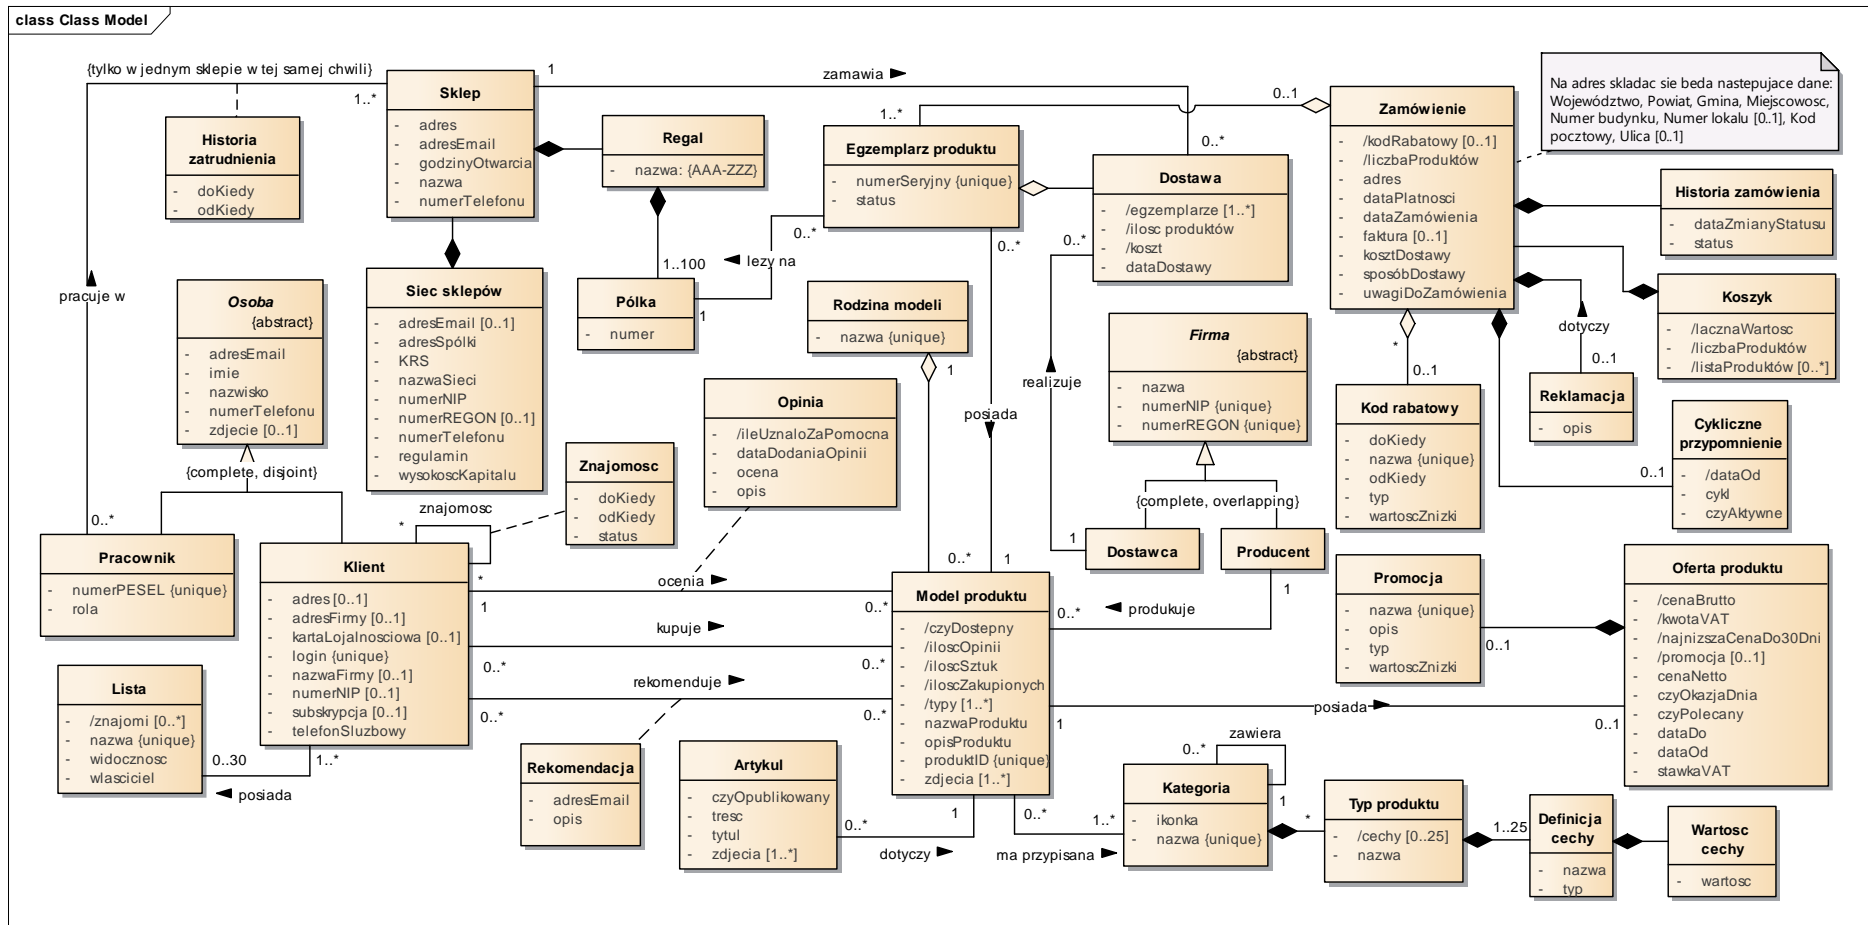 class Class Model
{tylko w jednym sklepie w tej samej chwili}
1..*
Sklep
- adres
- adresEmail
- godzinyOtwarcia
- nazwa
- numerTelefonu
1
zamawia
0..*
Historia
zatrudnienia
- doKiedy
- odKiedy
Regal
- nazwa: {AAA-ZZZ}
1..100
Egzemplarz produktu
- numerSeryjny {unique}
- status
1..*
0..1
Dostawa
- /egzemplarze [1..*]
- /ilosc produktów
- /koszt
- dataDostawy
Zamówienie
- /kodRabatowy [0..1]
- /liczbaProduktów
- adres
- dataPlatnosci
- dataZamówienia
- faktura [0..1]
- kosztDostawy
- sposóbDostawy
- uwagiDoZamówienia
Na adres skladac sie beda nastepujace dane:
Województwo, Powiat, Gmina, Miejscowosc,
Numer budynku, Numer lokalu [0..1], Kod
pocztowy, Ulica [0..1]
Historia zamówienia
- dataZmianyStatusu
- status
Koszyk
- /lacznaWartosc
- /liczbaProduktów
- /listaProduktów [0..*]
pracuje w
0..*
Osoba
{abstract}
- adresEmail
- imie
- nazwisko
- numerTelefonu
- zdjecie [0..1]
{complete, disjoint}
Siec sklepów
- adresEmail [0..1]
- adresSpólki
- KRS
- nazwaSieci
- numerNIP
- numerREGON [0..1]
- numerTelefonu
- regulamin
- wysokoscKapitalu
Pólka
- numer
0..*
lezy na
1
Rodzina modeli
- nazwa {unique}
1
0..*
0..*
posiada
1
0..*
realizuje
1
Firma
{abstract}
- nazwa
- numerNIP {unique}
- numerREGON {unique}
{complete, overlapping}
Dostawca
Producent
1
produkuje
0..*
*
0..1
Kod rabatowy
- doKiedy
- nazwa {unique}
- odKiedy
- typ
- wartoscZnizki
dotyczy
0..1
Reklamacja
- opis
0..1
Cykliczne
przypomnienie
- /dataOd
- cykl
- czyAktywne
Opinia
- /ileUznaloZaPomocna
- dataDodaniaOpinii
- ocena
- opis
Znajomosc
- doKiedy
- odKiedy
- status
znajomosc
*
*
Pracownik
- numerPESEL {unique}
- rola
Klient
- adres [0..1]
- adresFirmy [0..1]
- kartaLojalnosciowa [0..1]
- login {unique}
- nazwaFirmy [0..1]
- numerNIP [0..1]
- subskrypcja [0..1]
- telefonSluzbowy
ocenia
1
0..*
kupuje
0..*
0..*
rekomenduje
0..*
0..*
Model produktu
- /czyDostepny
- /iloscOpinii
- /iloscSztuk
- /iloscZakupionych
- /typy [1..*]
- nazwaProduktu
- opisProduktu
- produktID {unique}
- zdjecia [1..*]
Promocja
- nazwa {unique}
- opis
- typ
- wartoscZnizki
0..1
Oferta produktu
- /cenaBrutto
- /kwotaVAT
- /najnizszaCenaDo30Dni
- /promocja [0..1]
- cenaNetto
- czyOkazjaDnia
- czyPolecany
- dataDo
- dataOd
- stawkaVAT
1
posiada
0..1
Lista
- /znajomi [0..*]
- nazwa {unique}
- widocznosc
- wlasciciel
0..30
1..*
posiada
Rekomendacja
- adresEmail
- opis
Artykul
- czyOpublikowany
- tresc
- tytul
- zdjecia [1..*]
0..*
dotyczy
1
0..*
ma przypisana
1..*
Kategoria
- ikonka
- nazwa {unique}
zawiera
0..*
1
*
Typ produktu
- /cechy [0..25]
- nazwa
1..25
Definicja
cechy
- nazwa
- typ
Wartosc
cechy
- wartosc